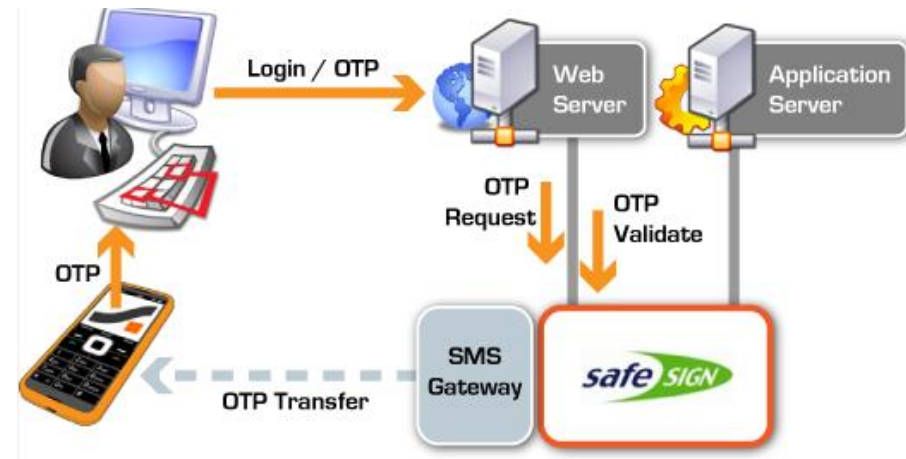 Login / OTP
Web
Server
Application
Server
OTP
Request
OTP
Validate
OTP
SMS
Gateway
safe SIGN
OTP Transfer